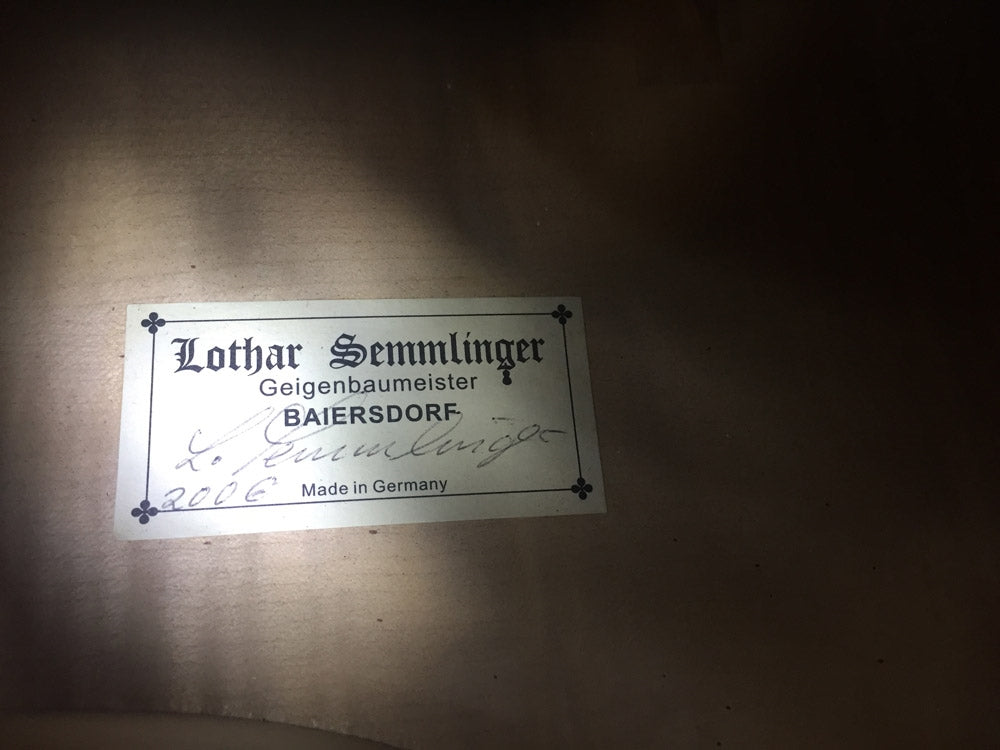 Lothar Semmlinger
Geigenbaumeister
BAIERSDORF
L. Semmlinger
2006 Made in Germany